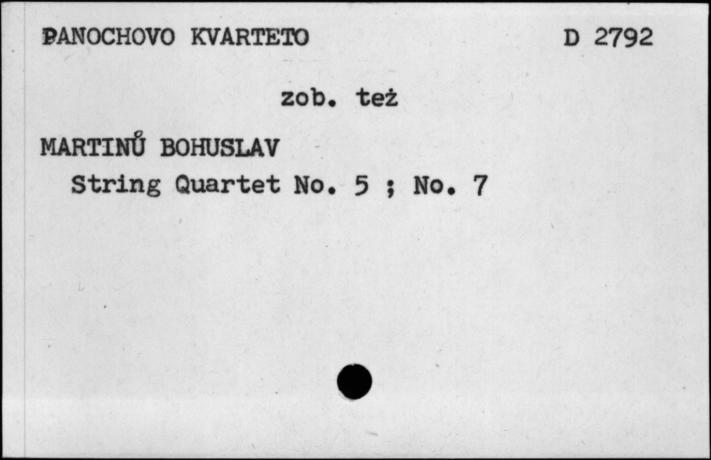 PANOCHOVO KVARTETO D 2792
zob. też
MARTINŮ BOHUSLAV
String Quartet No. 5 ; No. 7